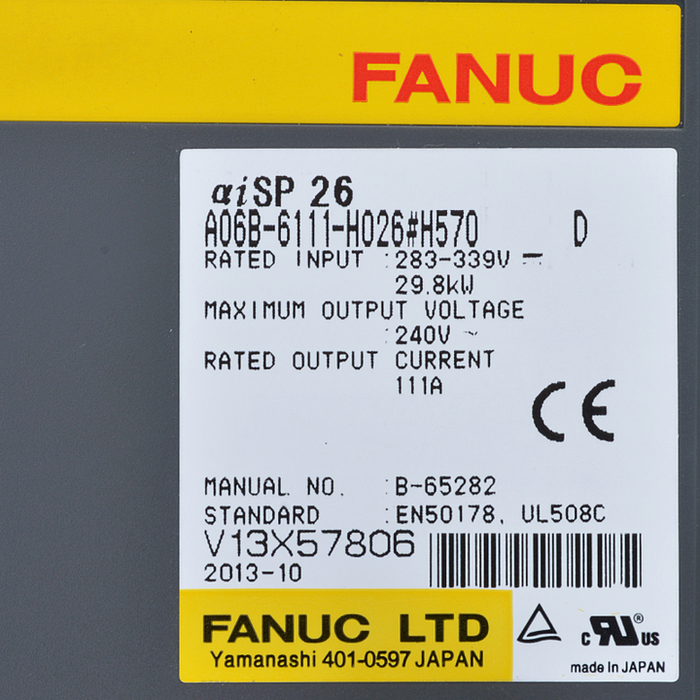 FANUC
αiSP 26
A06B-6111-H026#H570 D
RATED INPUT : 283-339V ⎓
29.8kW
MAXIMUM OUTPUT VOLTAGE
: 240V ~
RATED OUTPUT CURRENT
111A
CE
MANUAL NO. : B-65282
STANDARD : EN50178, UL508C
V13X57806
2013-10
FANUC LTD
Yamanashi 401-0597 JAPAN
c RU® US
made in JAPAN